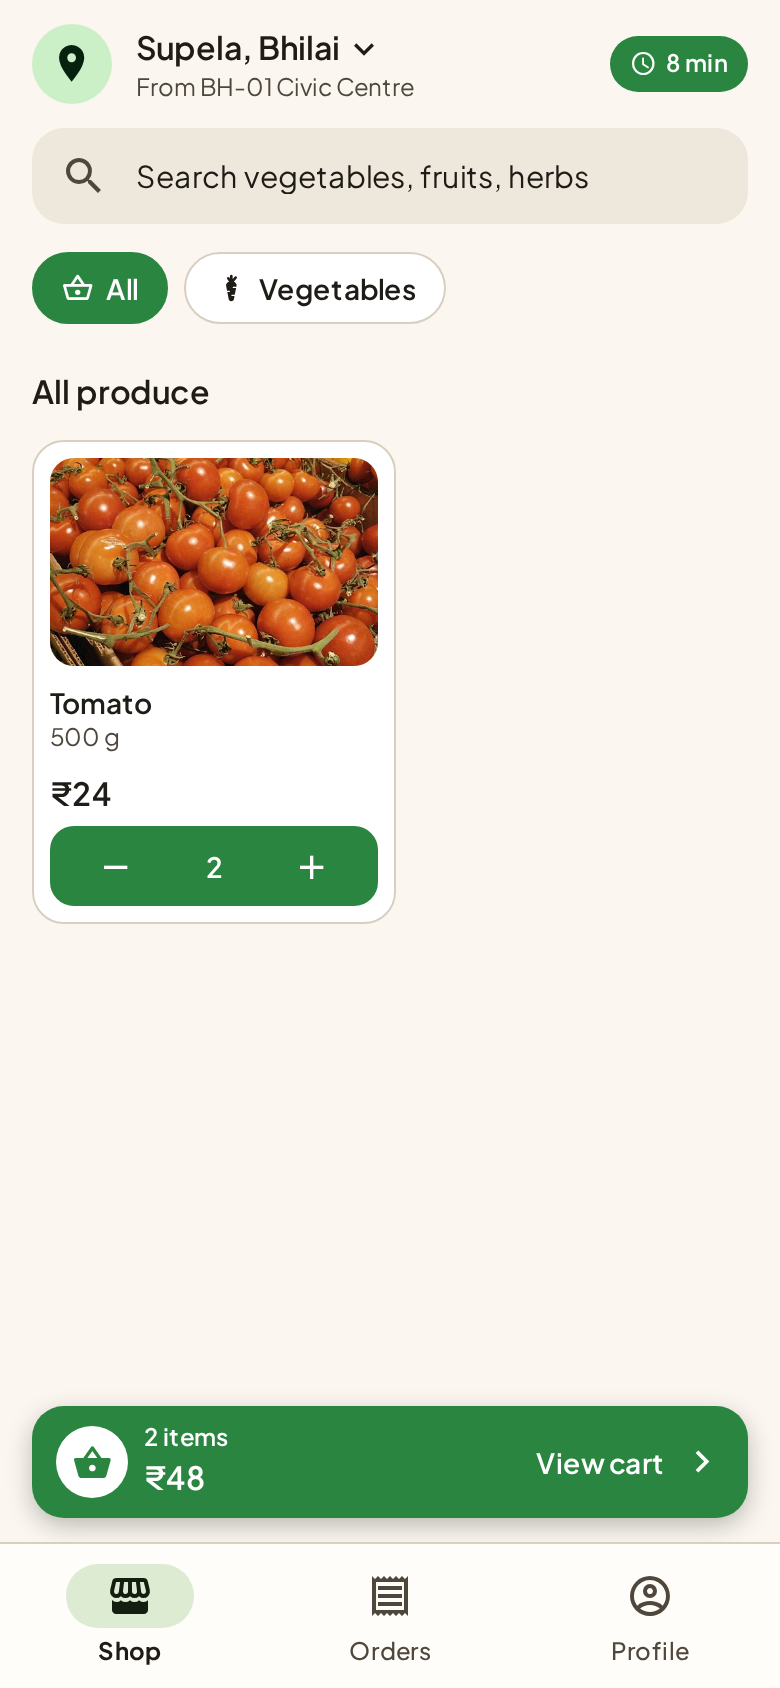 Supela, Bhilai
From BH-01 Civic Centre
8 min
Search vegetables, fruits, herbs
All
Vegetables
All produce
Tomato
500 g
₹24
2
2 items
₹48
View cart
Shop
Orders
Profile